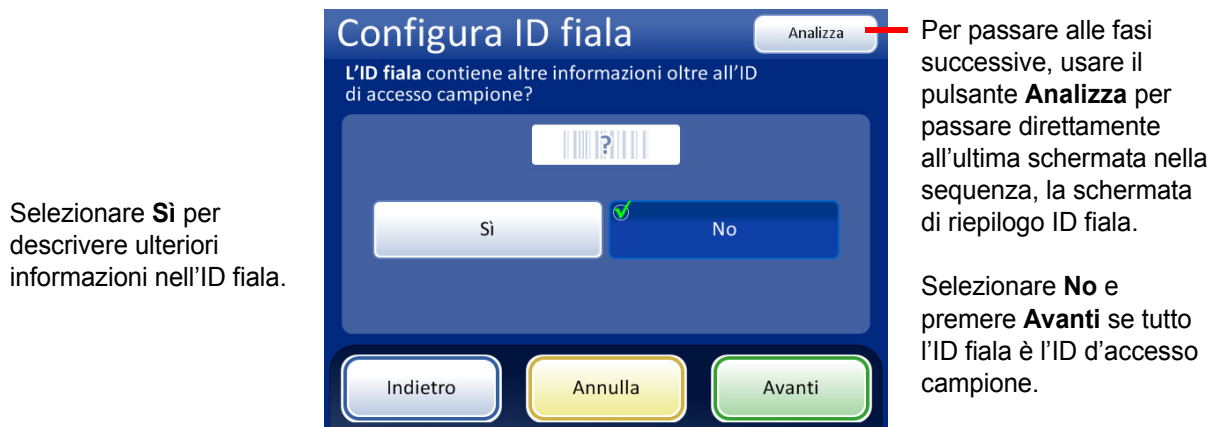 Selezionare Sì per
descrivere ulteriori
informazioni nell'ID fiala.
Configura ID fiala
Analizza
L'ID fiala contiene altre informazioni oltre all'ID
di accesso campione?
?
Sì
No
Indietro
Annulla
Avanti
Per passare alle fasi
successive, usare il
pulsante Analizza per
passare direttamente
all'ultima schermata nella
sequenza, la schermata
di riepilogo ID fiala.
Selezionare No e
premere Avanti se tutto
l'ID fiala è l'ID d'accesso
campione.